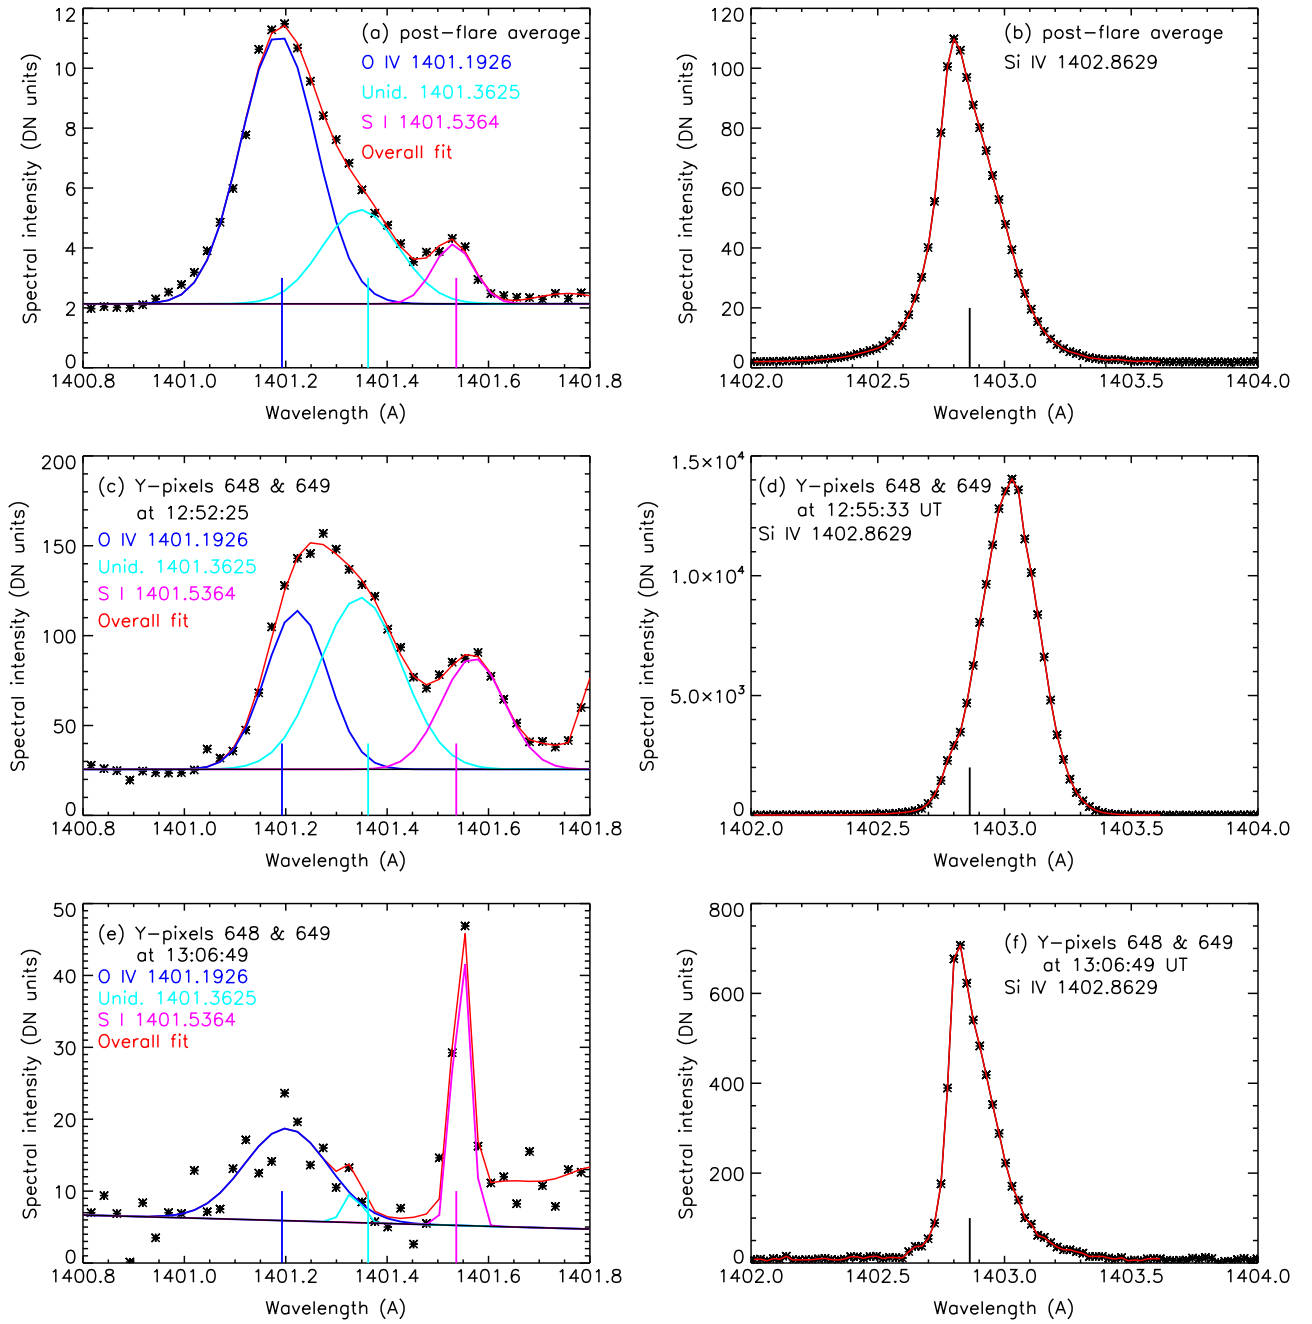 (a) post-flare average
O IV 1401.1926
Unid. 1401.3625
S I 1401.5364
Overall fit
Spectral intensity (DN units)
12
10
8
6
4
2
0
1400.8 1401.0 1401.2 1401.4 1401.6 1401.8
Wavelength (A)
(b) post-flare average
Si IV 1402.8629
Spectral intensity (DN units)
120
100
80
60
40
20
0
1402.0 1402.5 1403.0 1403.5 1404.0
Wavelength (A)
(c) Y-pixels 648 & 649
at 12:52:25
O IV 1401.1926
Unid. 1401.3625
S I 1401.5364
Overall fit
Spectral intensity (DN units)
200
150
100
50
0
1400.8 1401.0 1401.2 1401.4 1401.6 1401.8
Wavelength (A)
(d) Y-pixels 648 & 649
at 12:55:33 UT
Si IV 1402.8629
Spectral intensity (DN units)
1.5×10⁴
1.0×10⁴
5.0×10³
0
1402.0 1402.5 1403.0 1403.5 1404.0
Wavelength (A)
(e) Y-pixels 648 & 649
at 13:06:49
O IV 1401.1926
Unid. 1401.3625
S I 1401.5364
Overall fit
Spectral intensity (DN units)
50
40
30
20
10
0
1400.8 1401.0 1401.2 1401.4 1401.6 1401.8
Wavelength (A)
(f) Y-pixels 648 & 649
at 13:06:49 UT
Si IV 1402.8629
Spectral intensity (DN units)
800
600
400
200
0
1402.0 1402.5 1403.0 1403.5 1404.0
Wavelength (A)